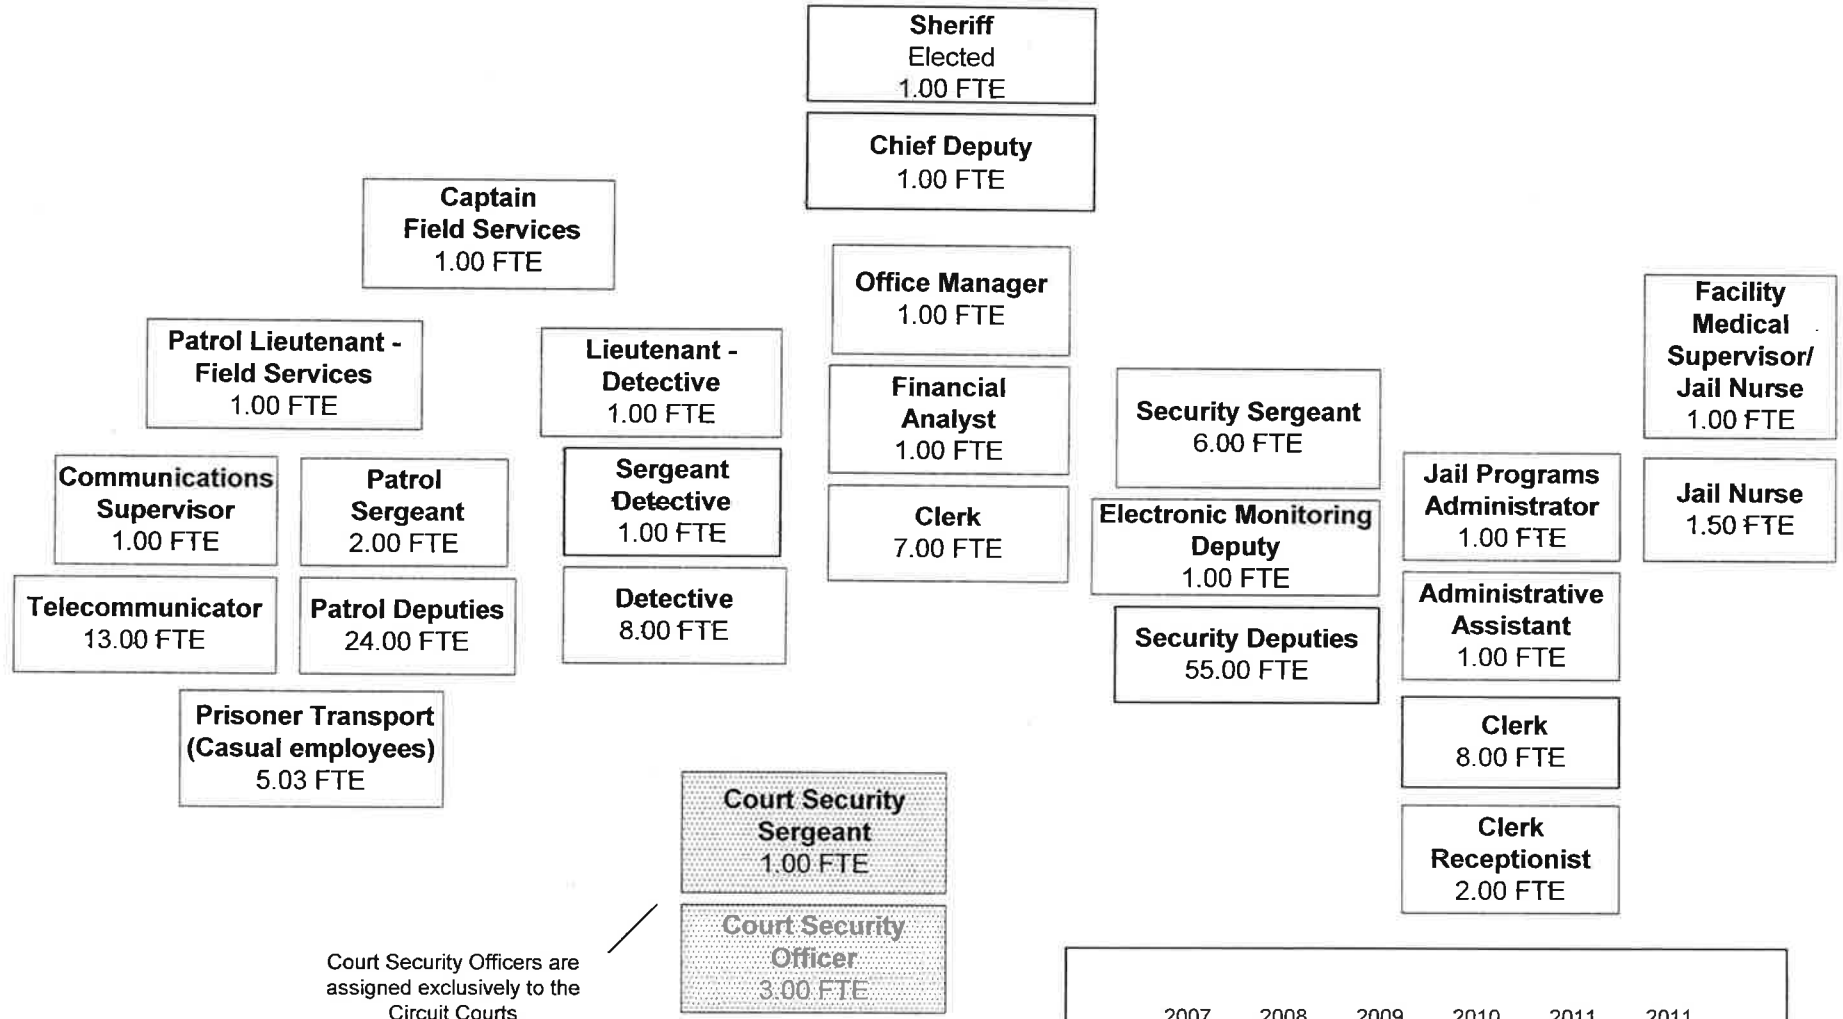 Sheriff
Elected
1.00 FTE
Chief Deputy
1.00 FTE
Captain
Field Services
1.00 FTE
Office Manager
1.00 FTE
Facility
Medical
Supervisor/
Jail Nurse
1.00 FTE
Patrol Lieutenant -
Field Services
1.00 FTE
Lieutenant -
Detective
1.00 FTE
Financial
Analyst
1.00 FTE
Security Sergeant
6.00 FTE
Communications
Supervisor
1.00 FTE
Patrol
Sergeant
2.00 FTE
Sergeant
Detective
1.00 FTE
Clerk
7.00 FTE
Electronic Monitoring
Deputy
1.00 FTE
Jail Programs
Administrator
1.00 FTE
Jail Nurse
1.50 FTE
Telecommunicator
13.00 FTE
Patrol Deputies
24.00 FTE
Detective
8.00 FTE
Security Deputies
55.00 FTE
Administrative
Assistant
1.00 FTE
Prisoner Transport
(Casual employees)
5.03 FTE
Clerk
8.00 FTE
Court Security
Sergeant
1.00 FTE
Clerk
Receptionist
2.00 FTE
Court Security
Officer
3.00 FTE
Court Security Officers are
assigned exclusively to the
Circuit Courts
2007 2008 2009 2010 2011 2011